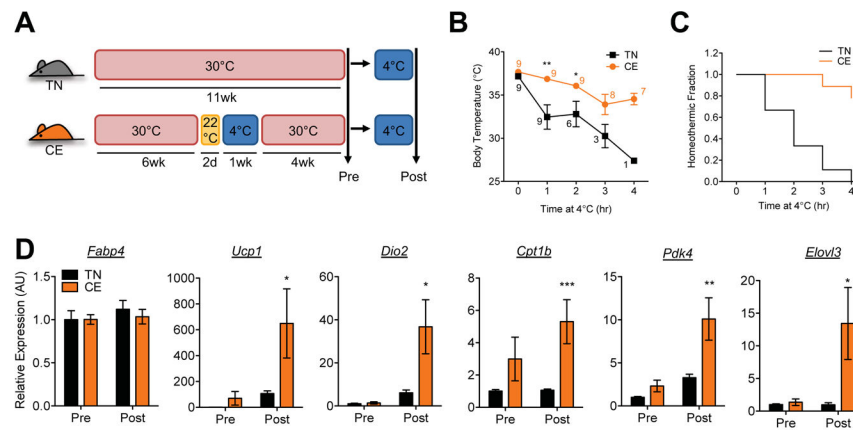 A
30°C
4°C
TN
11wk
30°C
22
°C
4°C
30°C
4°C
CE
6wk
2d
1wk
4wk
Pre
Post
B
TN
CE
Body Temperature (°C)
40
35
30
25
9
**
9
*
9
8
7
9
9
6
3
1
0 1 2 3 4
Time at 4°C (hr)
C
TN
CE
Homeothermic Fraction
1.0
0.8
0.6
0.4
0.2
0.0
0 1 2 3 4
Time at 4°C (hr)
D
Relative Expression (AU)
Fabp4
TN
CE
1.5
1.0
0.5
0.0
Pre Post
Ucp1
1000
800
600
400
200
0
*
Pre Post
Dio2
60
40
20
0
*
Pre Post
Cpt1b
8
6
4
2
0
***
Pre Post
Pdk4
15
10
5
0
**
Pre Post
Elovl3
20
15
10
5
0
*
Pre Post